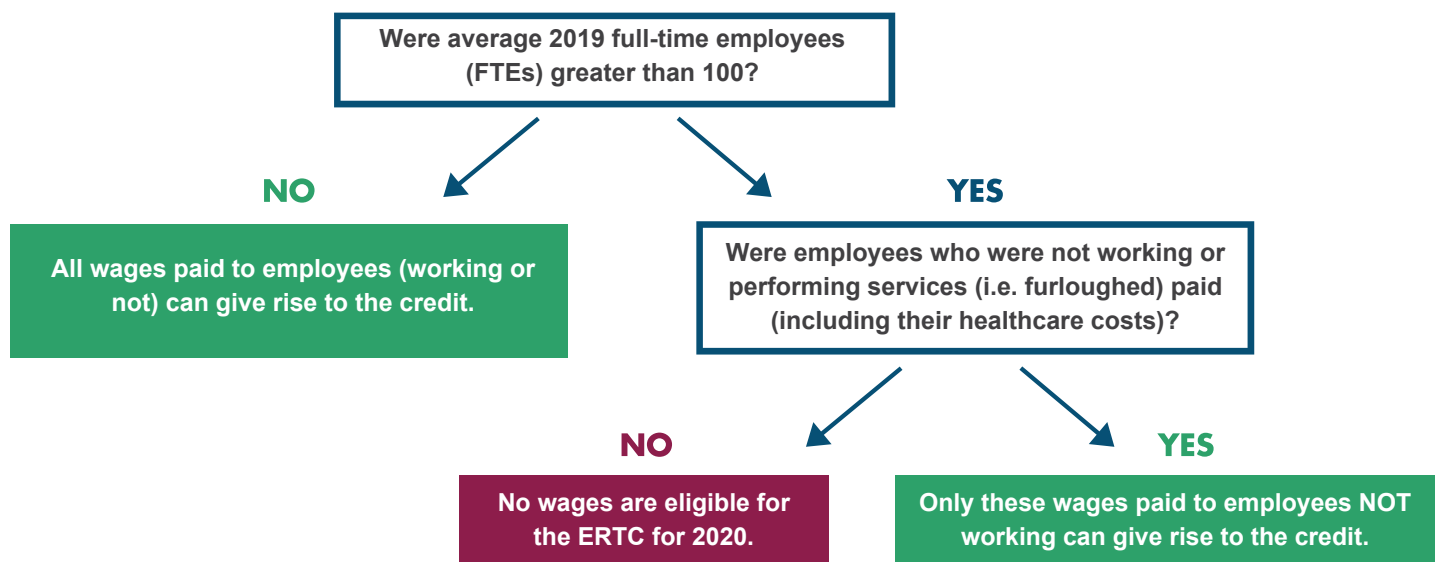 Were average 2019 full-time employees
(FTEs) greater than 100?
NO
YES
All wages paid to employees (working or
not) can give rise to the credit.
Were employees who were not working or
performing services (i.e. furloughed) paid
(including their healthcare costs)?
NO
YES
No wages are eligible for
the ERTC for 2020.
Only these wages paid to employees NOT
working can give rise to the credit.